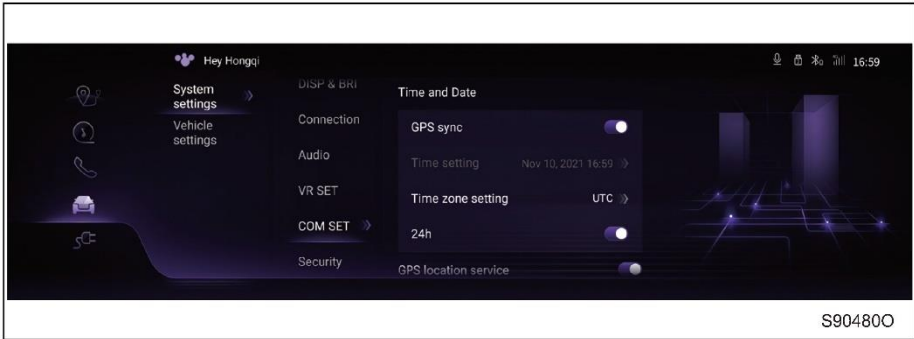 Hey Hongqi
16:59
System
settings
Vehicle
settings
DISP & BRI
Connection
Audio
VR SET
COM SET
Security
Time and Date
GPS sync
Time setting Nov 10, 2021 16:59
Time zone setting UTC
24h
GPS location service
S90480O